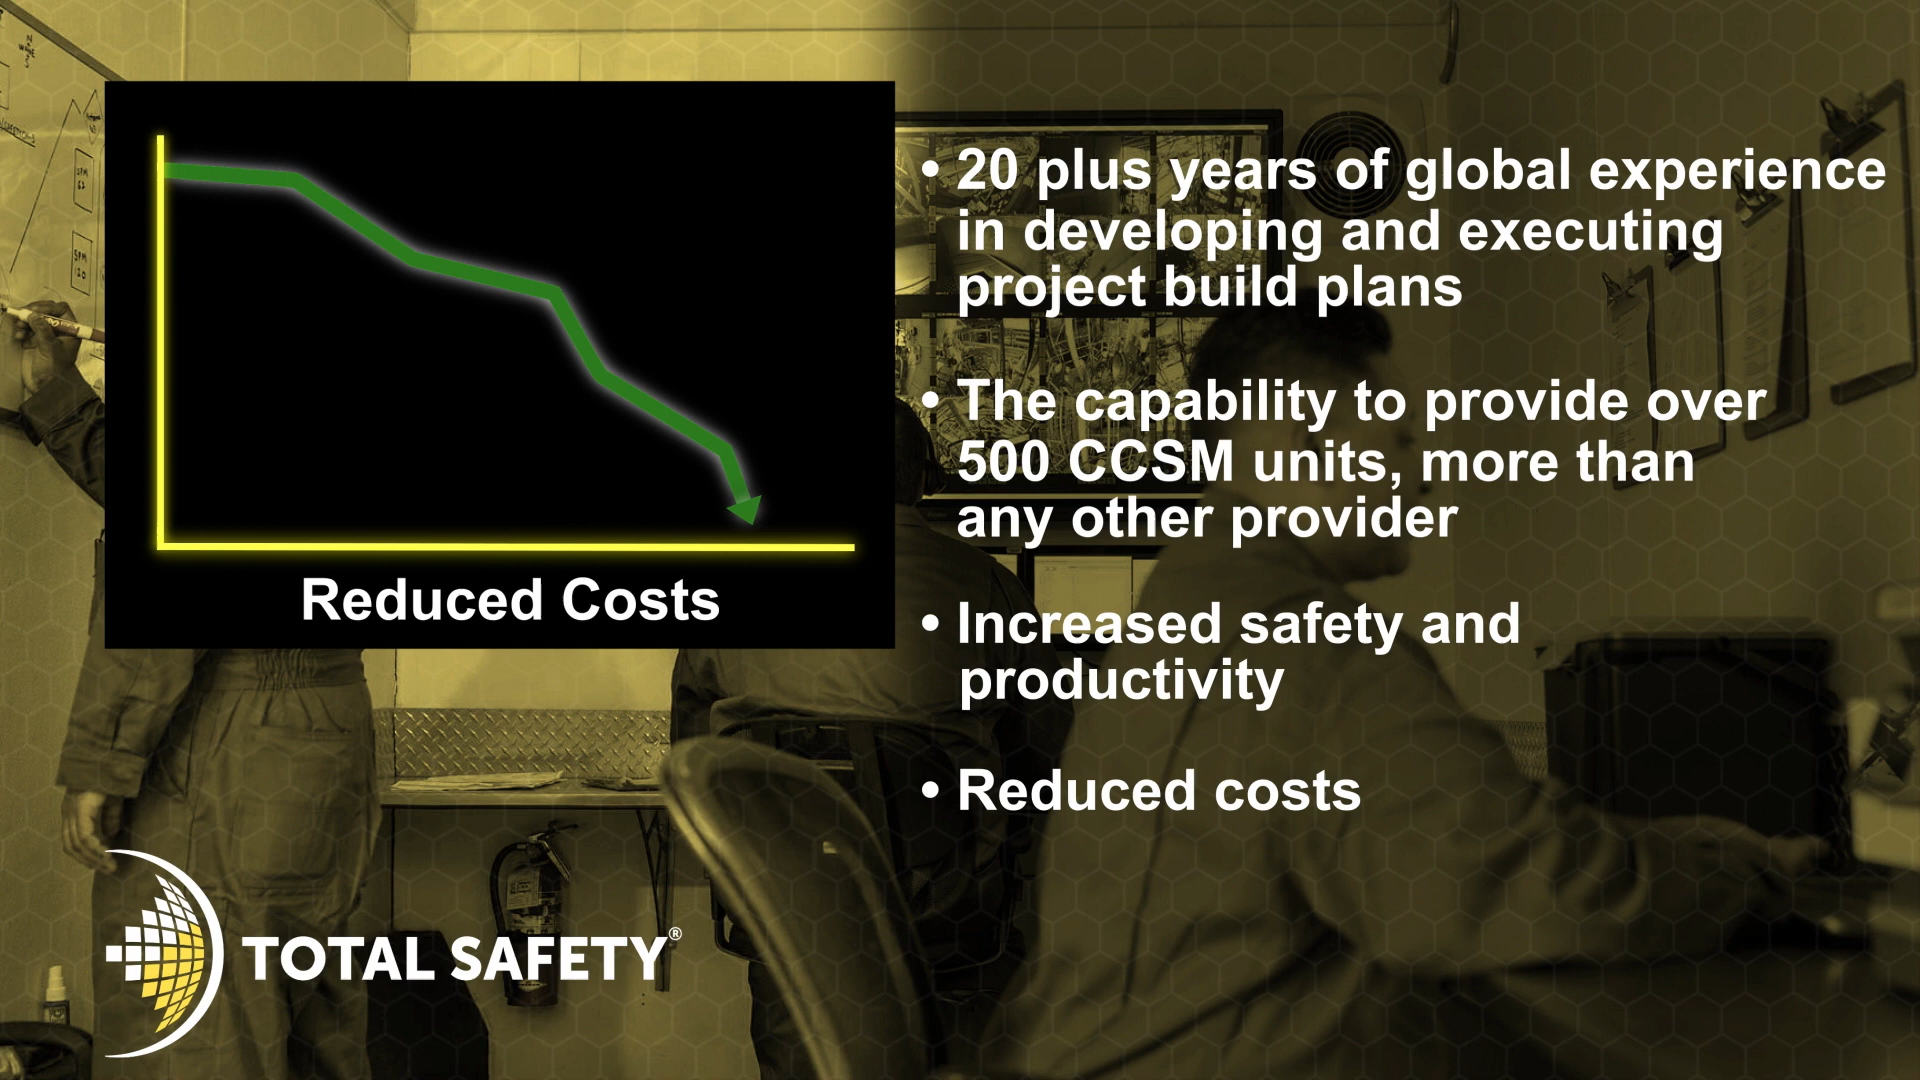 Reduced Costs
• 20 plus years of global experience
in developing and executing
project build plans
• The capability to provide over
500 CCSM units, more than
any other provider
• Increased safety and
productivity
• Reduced costs
TOTAL SAFETY®